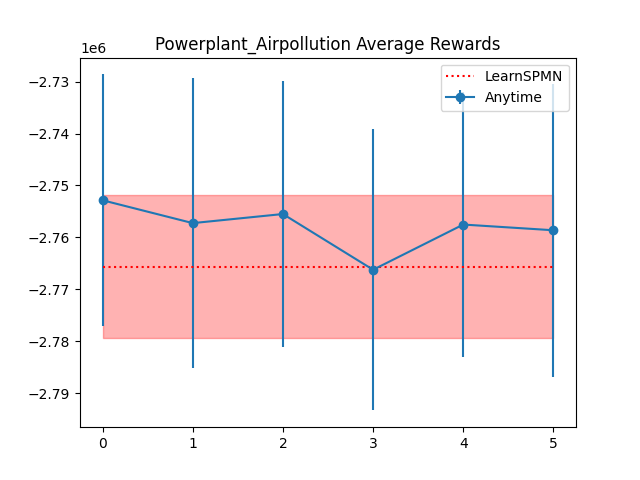 Powerplant_Airpollution Average Rewards
1e6
LearnSPMN
Anytime
−2.73
−2.74
−2.75
−2.76
−2.77
−2.78
−2.79
0 1 2 3 4 5